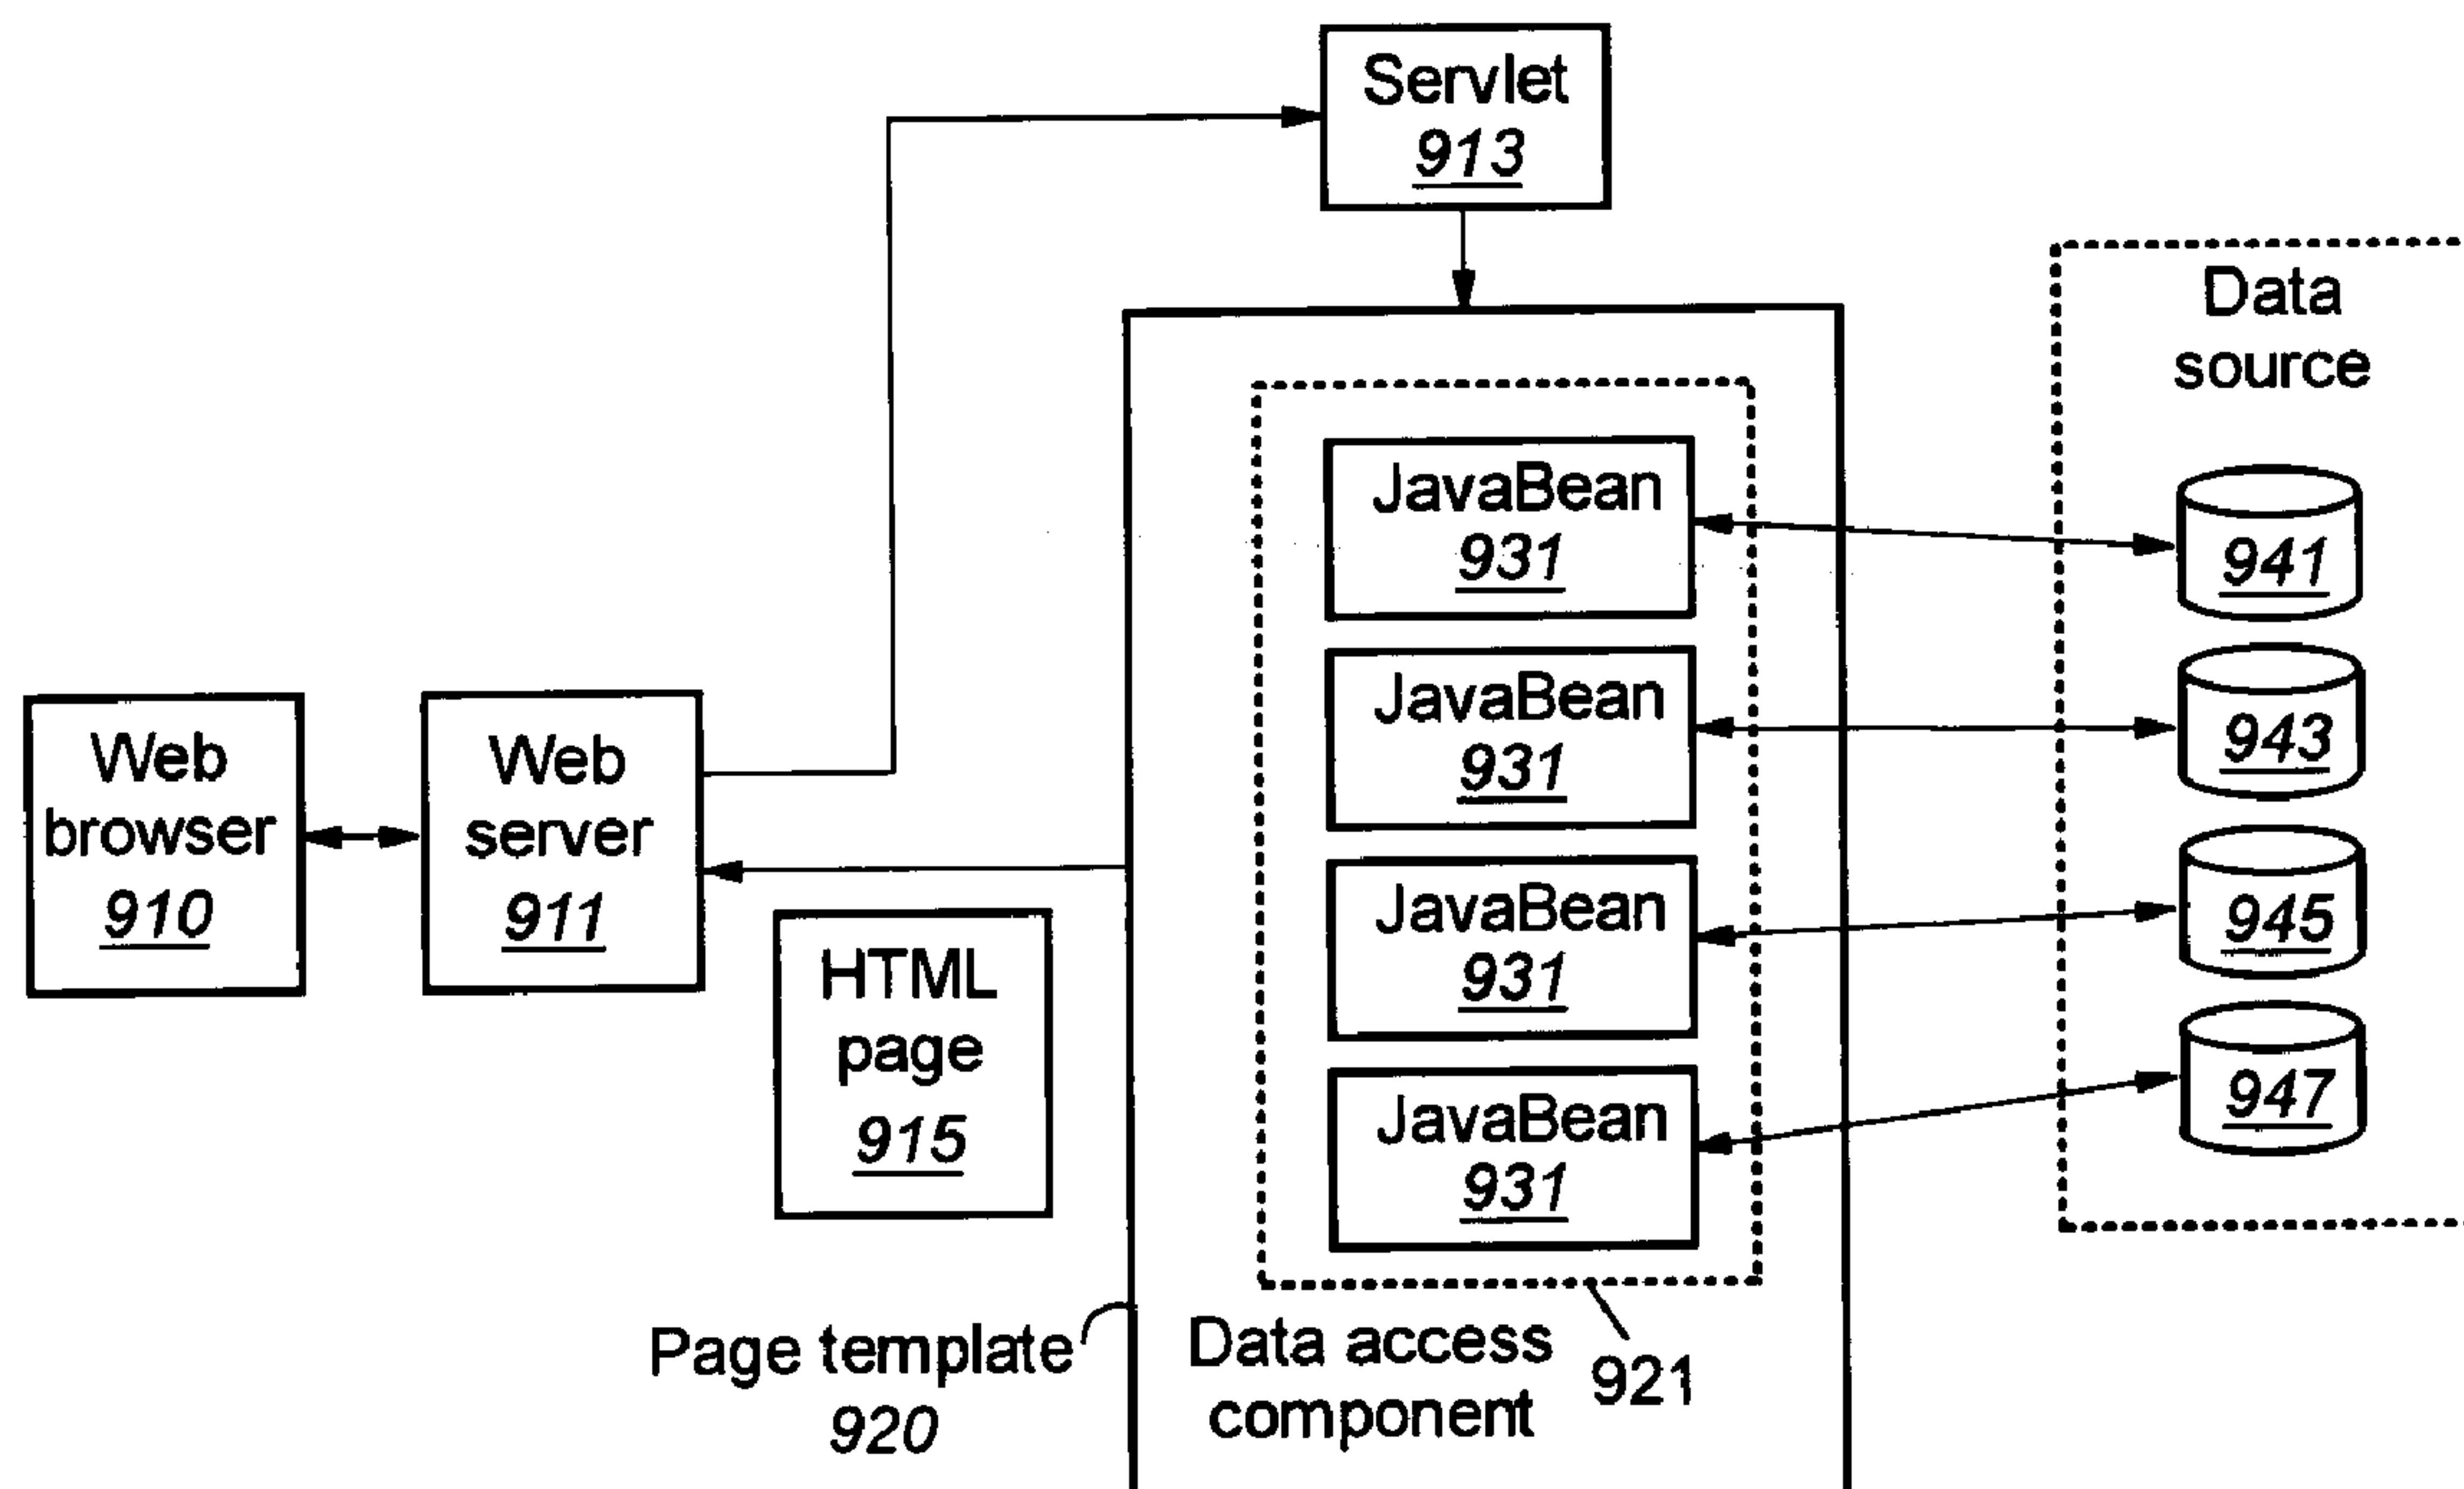 Servlet
913
Data
source
JavaBean
931
941
JavaBean
931
943
Web
browser
910
Web
server
911
JavaBean
931
945
HTML
page
915
JavaBean
931
947
Page template
920
Data access
component
921